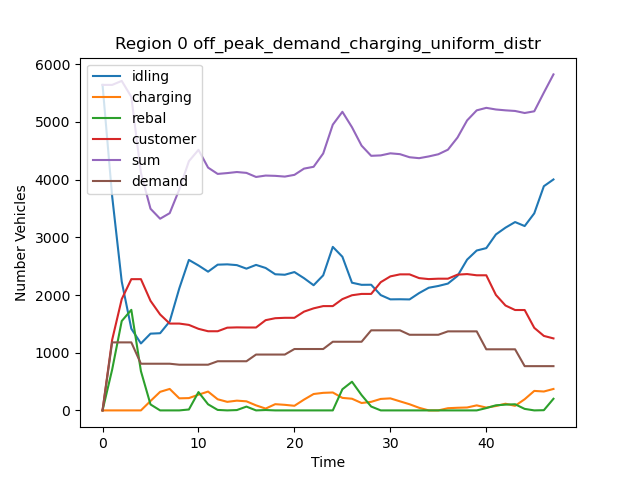 Region 0 off_peak_demand_charging_uniform_distr
idling
charging
rebal
customer
sum
demand
6000
5000
4000
3000
2000
1000
0
Number Vehicles
0
10
20
30
40
Time